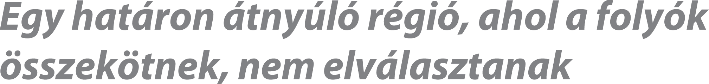 Egy határon átnyúló régió, ahol a folyók
összekötnek, nem elválasztanak